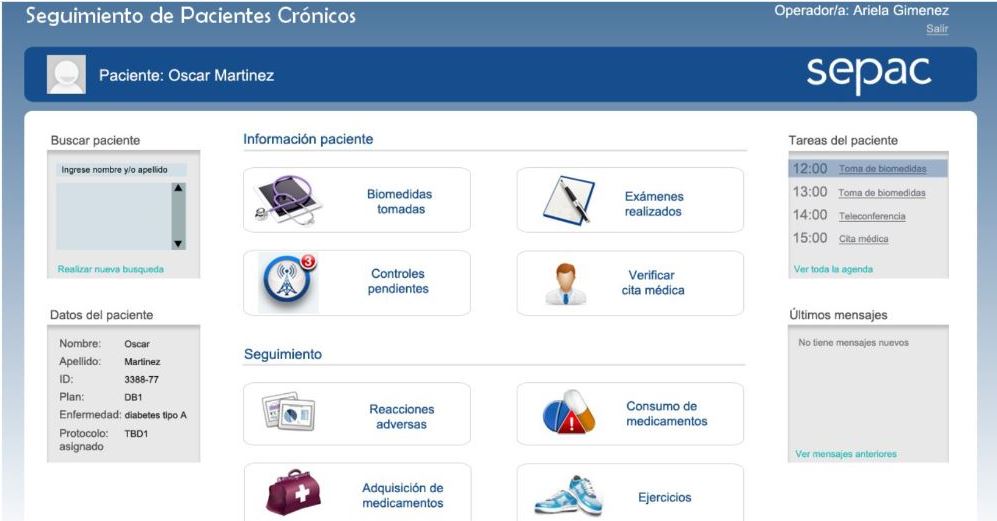 Seguimiento de Pacientes Crónicos
Operador/a: Ariela Gimenez
Salir
Paciente: Oscar Martinez
sepac
Buscar paciente
Ingrese nombre y/o apellido
Realizar nueva busqueda
Datos del paciente
Nombre: Oscar
Apellido: Martinez
ID: 3388-77
Plan: DB1
Enfermedad: diabetes tipo A
Protocolo: TBD1
asignado
Información paciente
Biomedidas
tomadas
Exámenes
realizados
3
Controles
pendientes
Verificar
cita médica
Seguimiento
Reacciones
adversas
Consumo de
medicamentos
Adquisición de
medicamentos
Ejercicios
Tareas del paciente
12:00 Toma de biomedidas
13:00 Toma de biomedidas
14:00 Teleconferencia
15:00 Cita médica
Ver toda la agenda
Últimos mensajes
No tiene mensajes nuevos
Ver mensajes anteriores